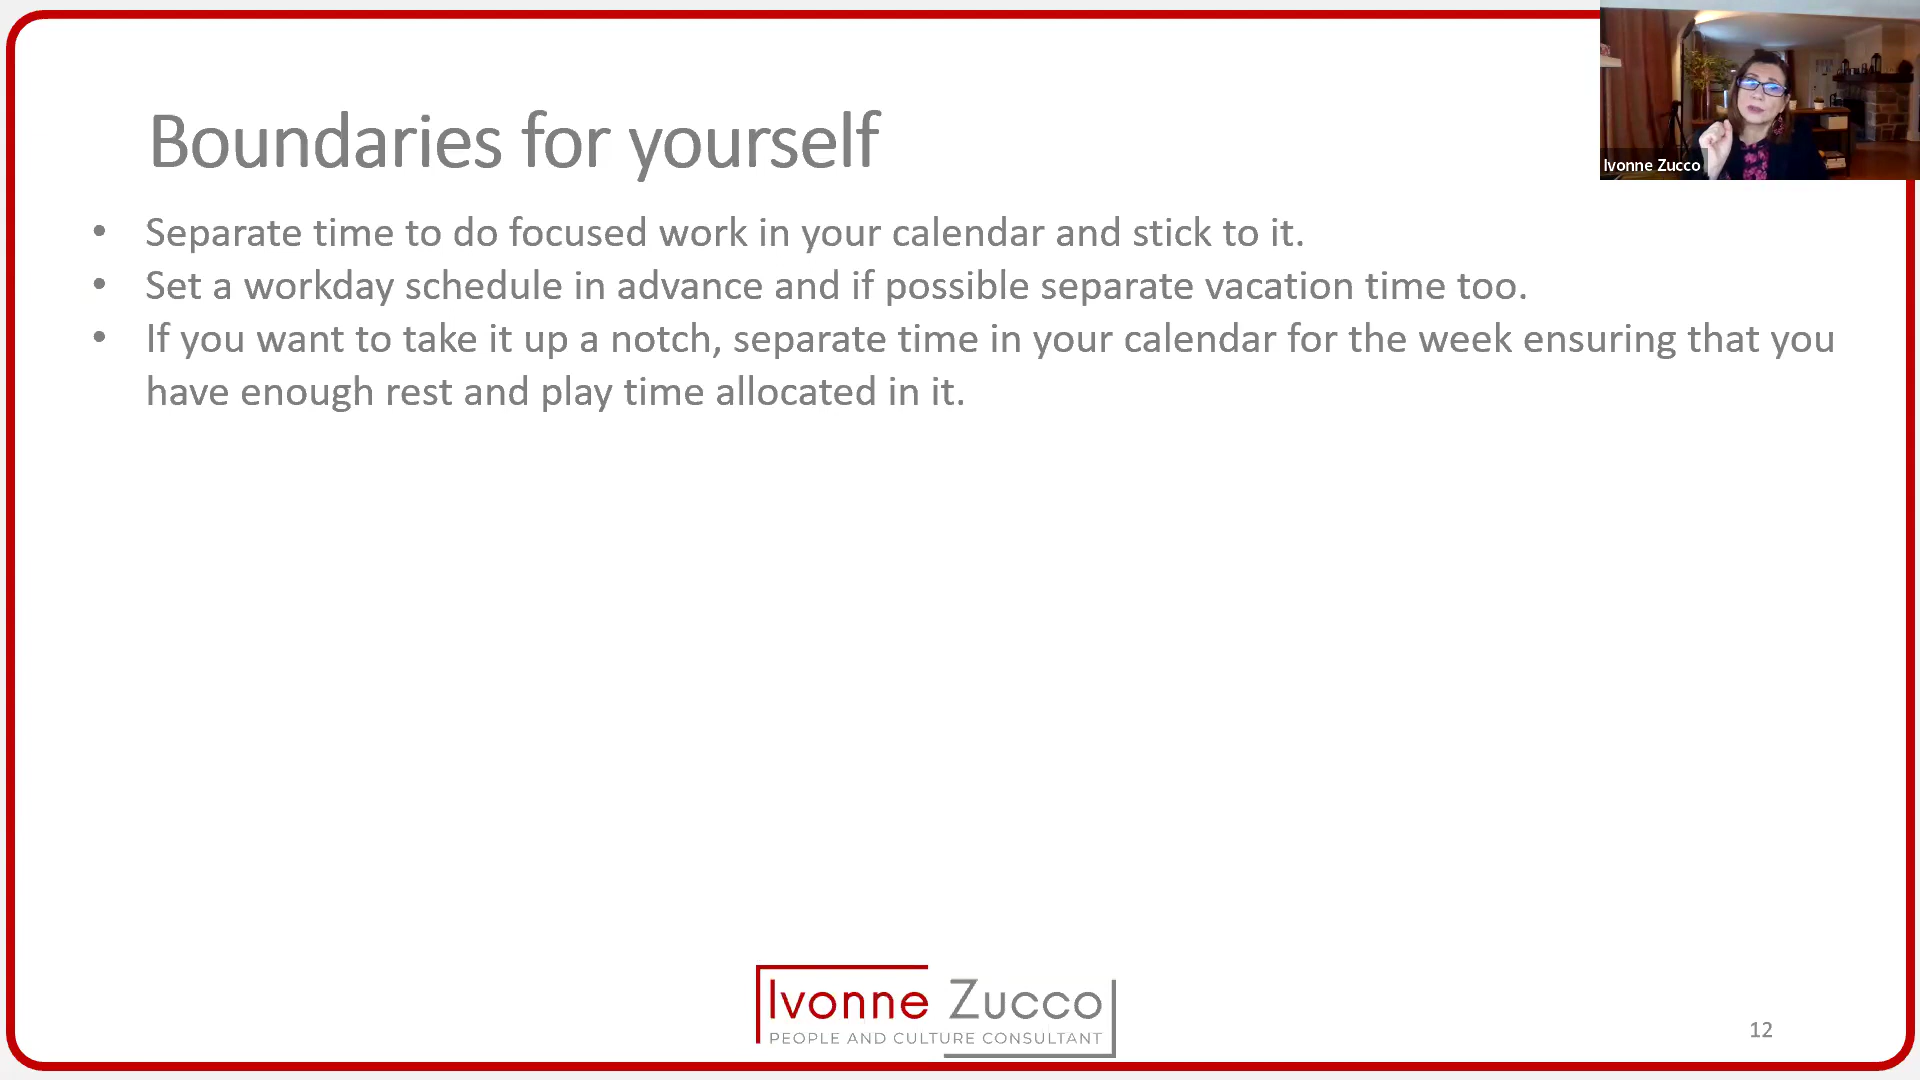 Boundaries for yourself
• Separate time to do focused work in your calendar and stick to it.
• Set a workday schedule in advance and if possible separate vacation time too.
• If you want to take it up a notch, separate time in your calendar for the week ensuring that you
have enough rest and play time allocated in it.
Ivonne Zucco
Ivonne Zucco
PEOPLE AND CULTURE CONSULTANT
12